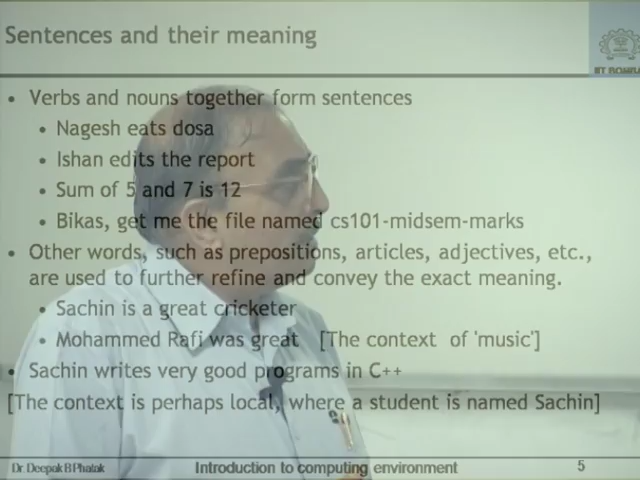 Sentences and their meaning
IIT BOMBAY
• Verbs and nouns together form sentences
• Nagesh eats dosa
• Ishan edits the report
• Sum of 5 and 7 is 12
• Bikas, get me the file named cs101-midsem-marks
• Other words, such as prepositions, articles, adjectives, etc.,
are used to further refine and convey the exact meaning.
• Sachin is a great cricketer
• Mohammed Rafi was great [The context of 'music']
• Sachin writes very good programs in C++
[The context is perhaps local, where a student is named Sachin]
Dr. Deepak B Phatak
Introduction to computing environment
5